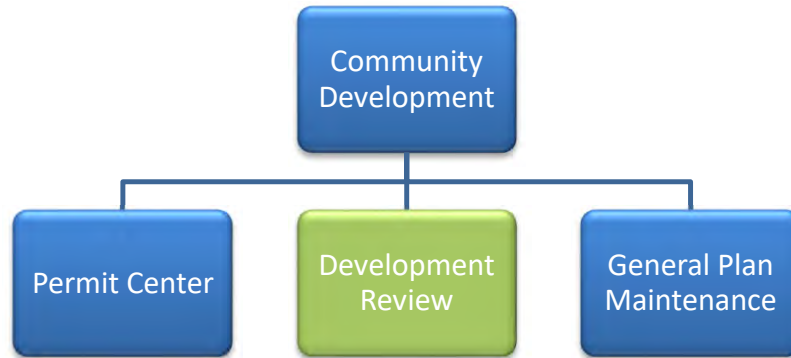 Community
Development
Permit Center
Development
Review
General Plan
Maintenance